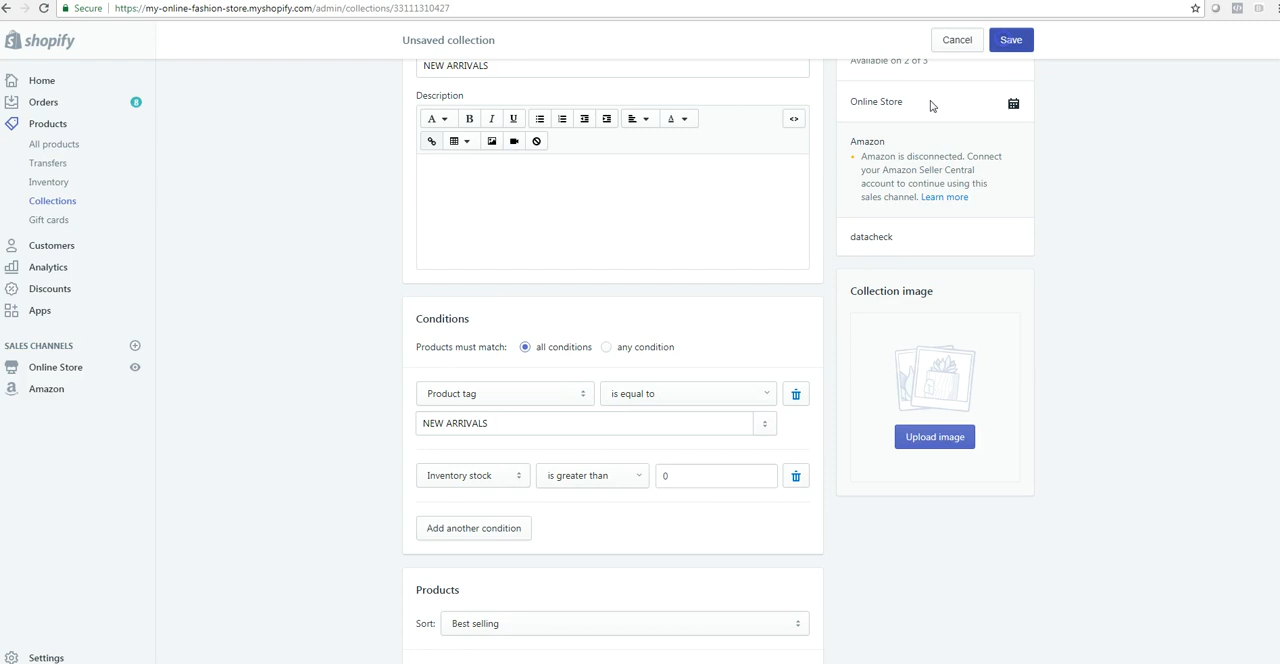 Secure
https://my-online-fashion-store.myshopify.com/admin/collections/33111310427
shopify
Unsaved collection
Cancel
Save
Home
Orders
8
Products
All products
Transfers
Inventory
Collections
Gift cards
Customers
Analytics
Discounts
Apps
SALES CHANNELS
Online Store
Amazon
Settings
NEW ARRIVALS
Description
A
B
I
U
A
<>
Conditions
Products must match:
all conditions
any condition
Product tag
is equal to
NEW ARRIVALS
Inventory stock
is greater than
0
Add another condition
Products
Sort:
Best selling
Available on 2 of 3
Online Store
Amazon
Amazon is disconnected. Connect
your Amazon Seller Central
account to continue using this
sales channel. Learn more
datacheck
Collection image
Upload image